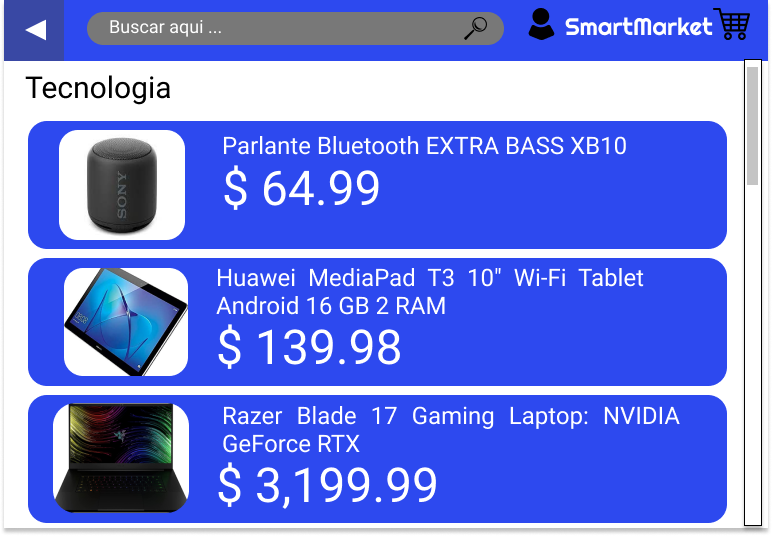 Buscar aqui ...
SmartMarket
Tecnologia
SONY
Parlante Bluetooth EXTRA BASS XB10
$ 64.99
Huawei MediaPad T3 10" Wi-Fi Tablet
Android 16 GB 2 RAM
$ 139.98
Razer Blade 17 Gaming Laptop: NVIDIA
GeForce RTX
$ 3,199.99